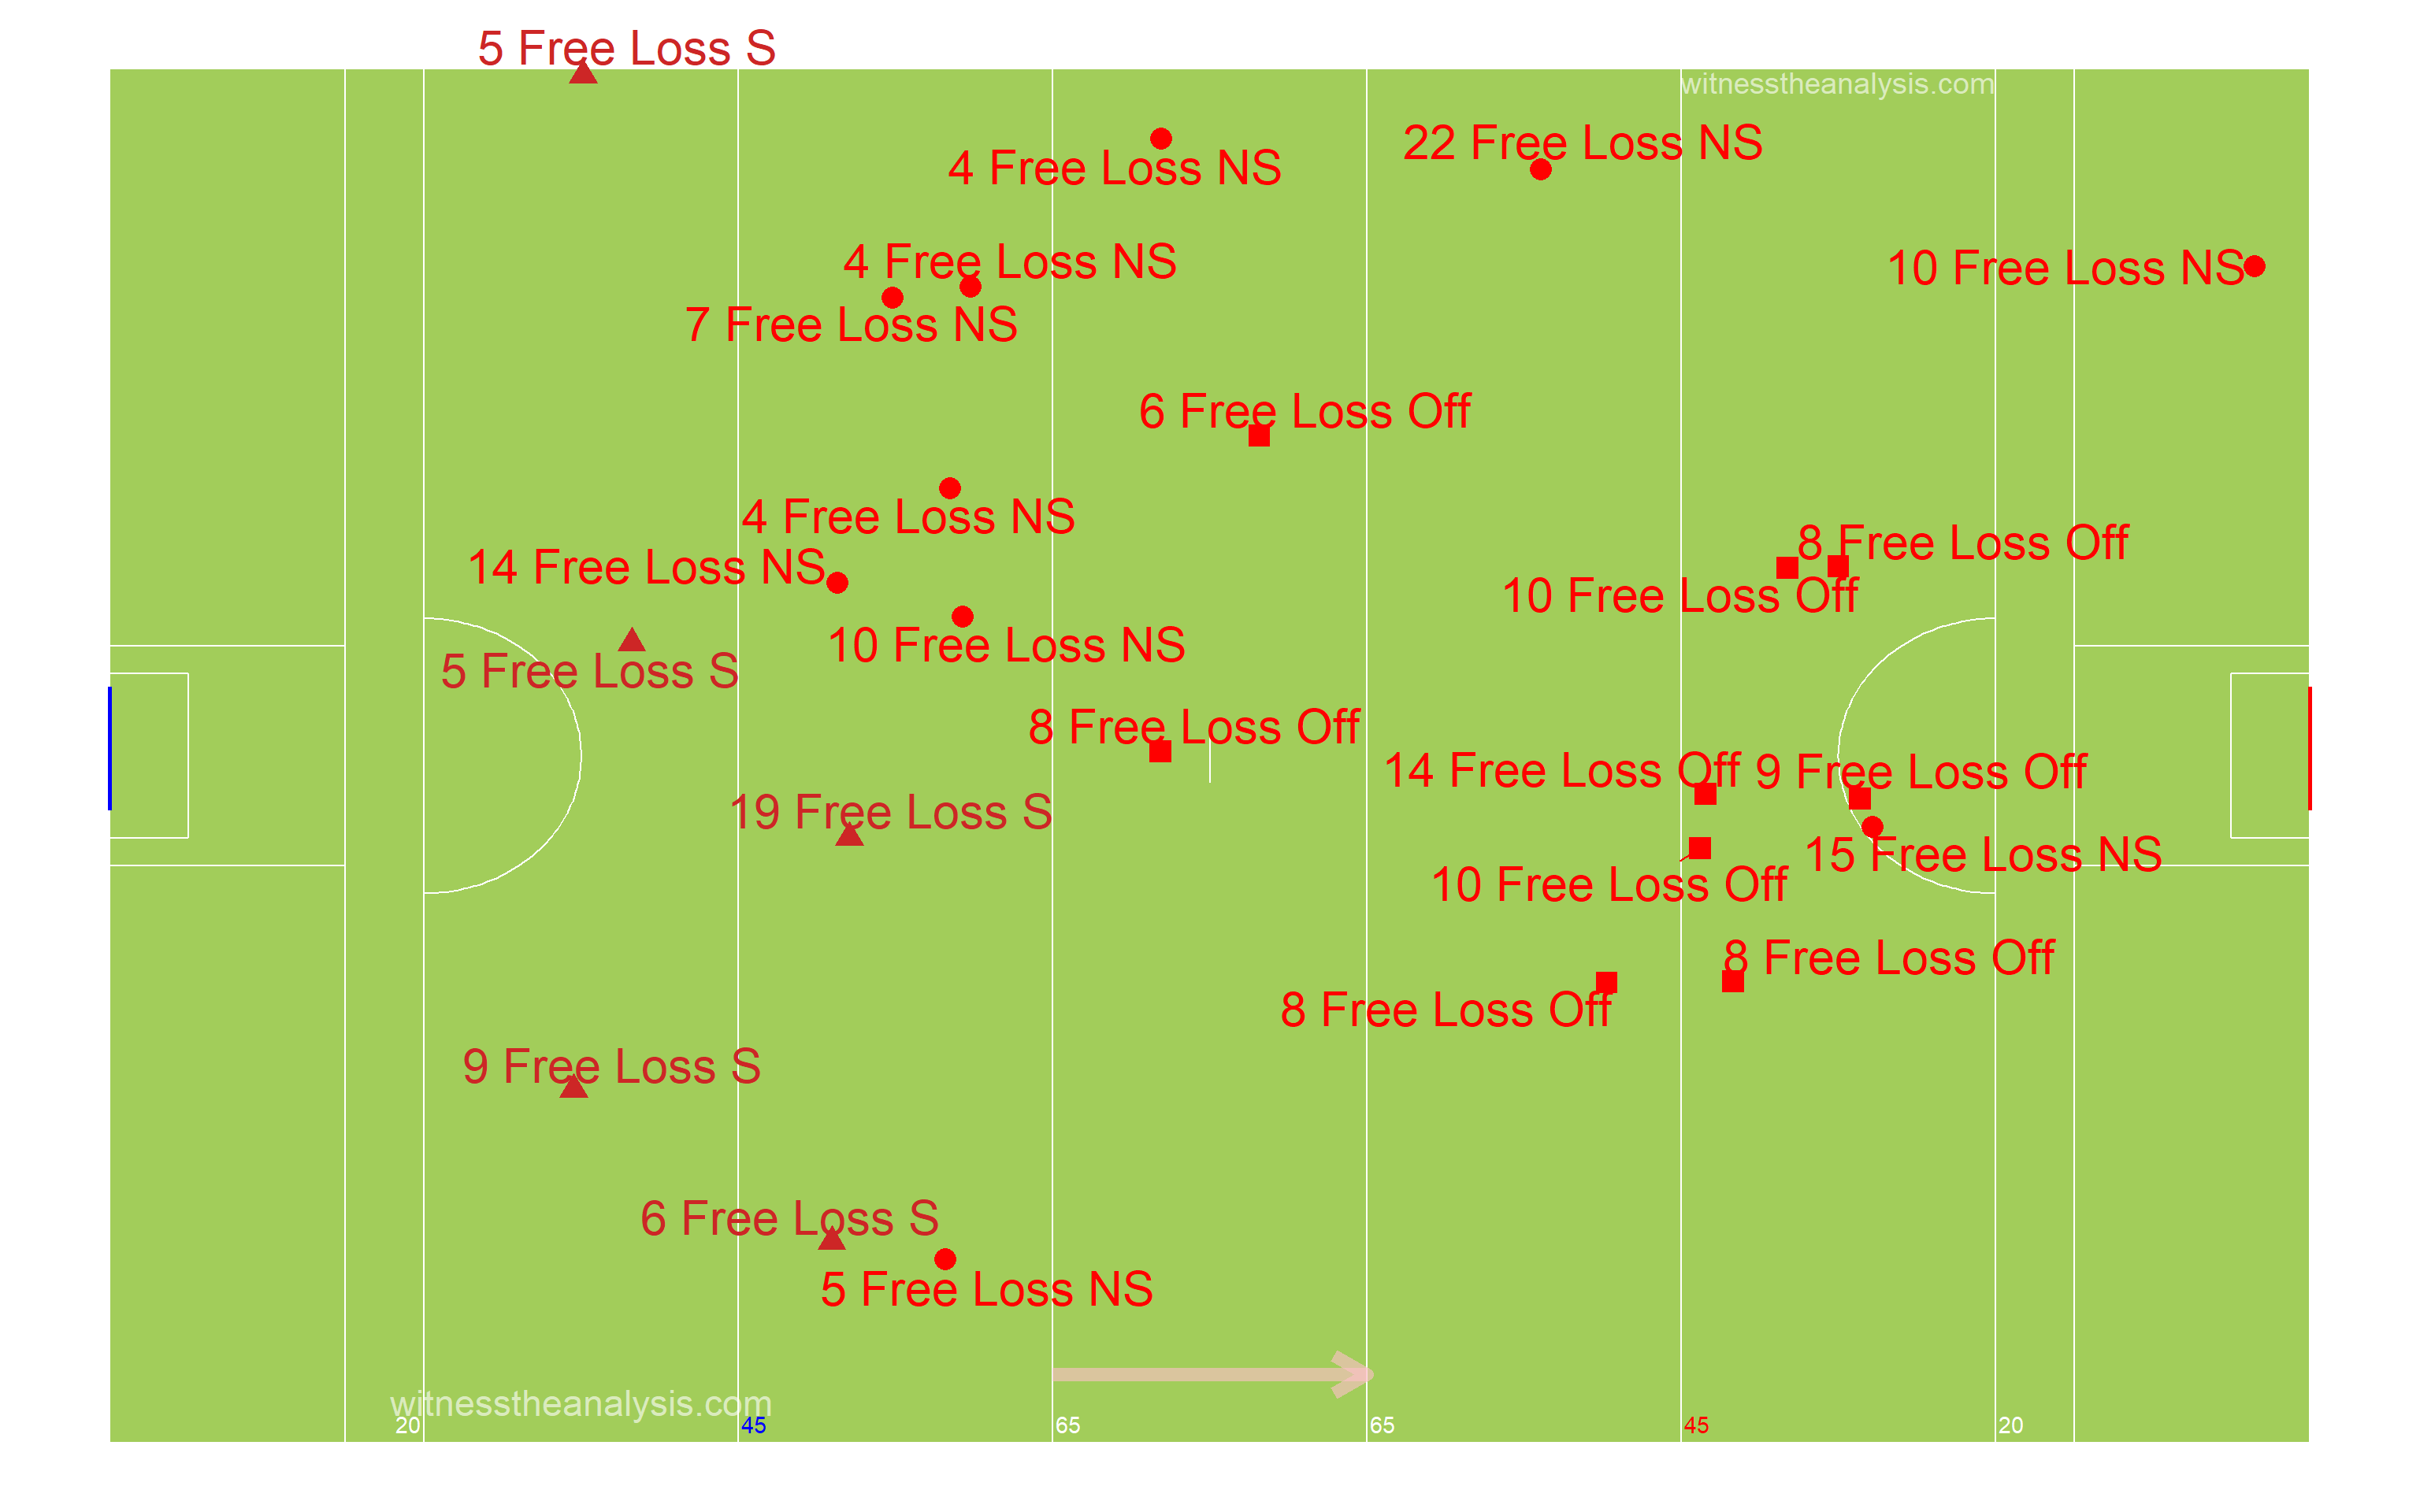 5 Free Loss S
witnesstheanalysis.com
22 Free Loss NS
4 Free Loss NS
4 Free Loss NS
10 Free Loss NS
7 Free Loss NS
6 Free Loss Off
4 Free Loss NS
8 Free Loss Off
14 Free Loss NS
10 Free Loss Off
10 Free Loss NS
5 Free Loss S
8 Free Loss Off
14 Free Loss Off
9 Free Loss Off
19 Free Loss S
15 Free Loss NS
10 Free Loss Off
8 Free Loss Off
8 Free Loss Off
9 Free Loss S
6 Free Loss S
5 Free Loss NS
witnesstheanalysis.com
20
45
65
65
45
20